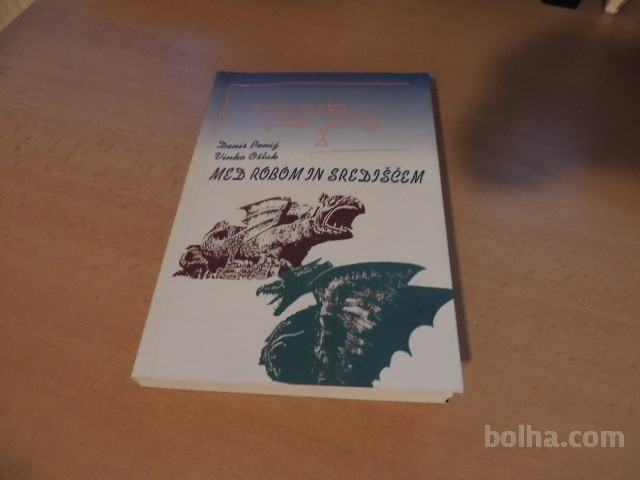 Denis Poniž
Vinko Ošlak
MED ROBOM IN SREDIŠČEM
bolha.com